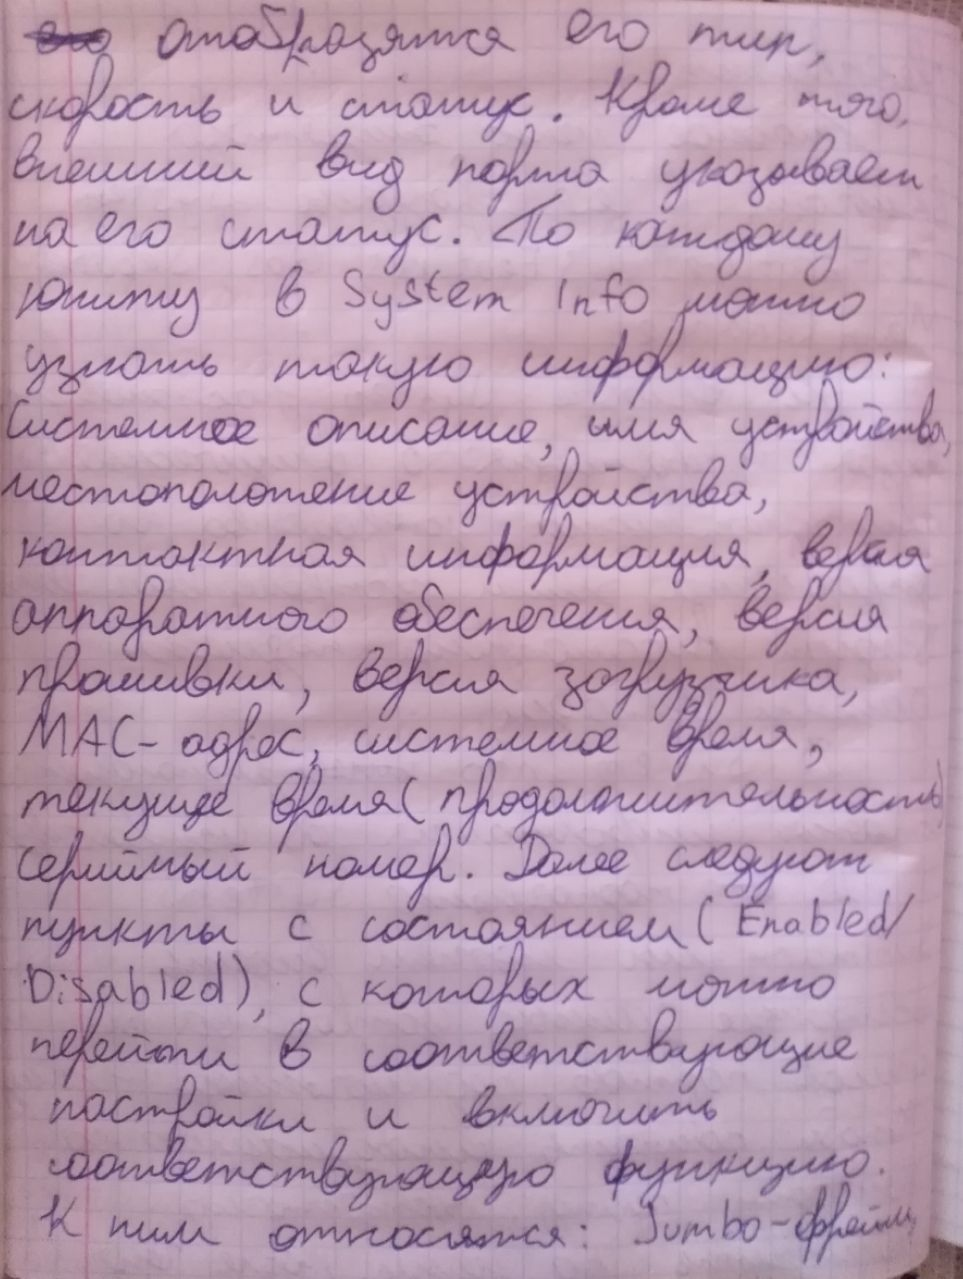 отобразятся его тип,
скорость и статус. Кроме того,
внешний вид порта указывает
на его статус. По каждому
юниту в System Info можно
узнать такую информацию:
Системное описание, имя устройства,
местоположение устройства,
контактная информация, версия
аппаратного обеспечения, версия
прошивки, версия загрузчика,
MAC-адрес, системное время,
текущее время (продолжительность)
серийный номер. Далее следуют
пункты с состоянием (Enabled/
Disabled), с которых можно
перейти в соответствующие
настройки и включить
соответствующую функцию.
К ним относятся: Jumbo-фреймы,